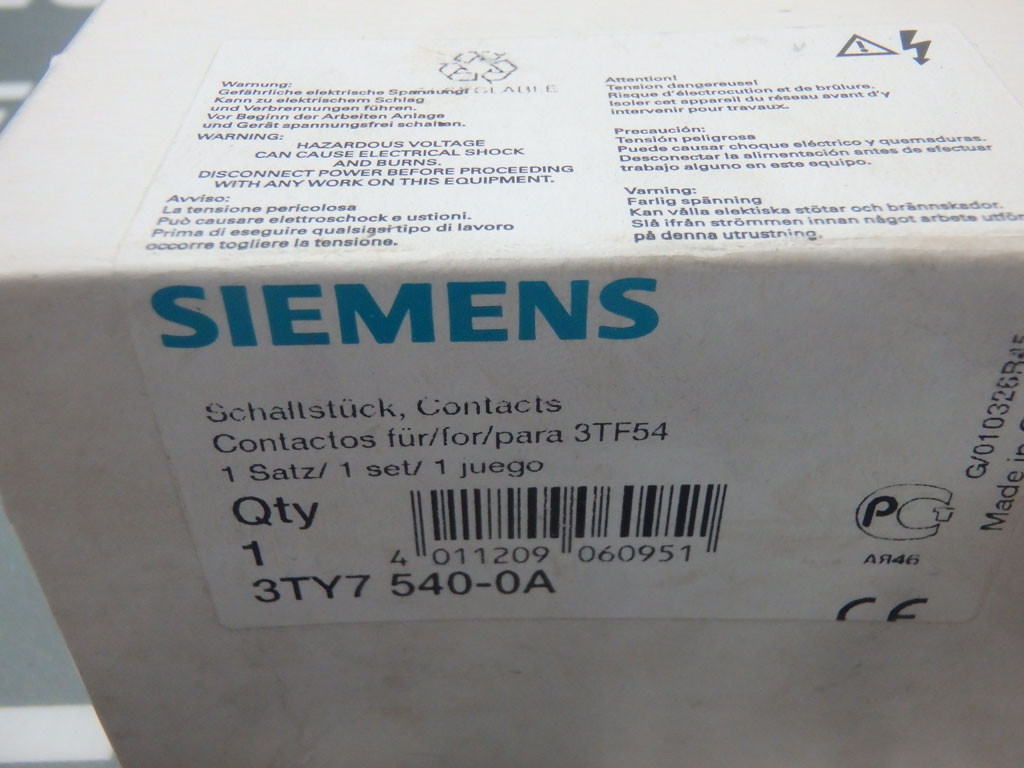 RECYCLABLE
Warnung:
Gefährliche elektrische Spannung!
Kann zu elektrischem Schlag
und Verbrennungen führen.
Vor Beginn der Arbeiten Anlage
und Gerät spannungsfrei schalten.
WARNING:
HAZARDOUS VOLTAGE
CAN CAUSE ELECTRICAL SHOCK
AND BURNS.
DISCONNECT POWER BEFORE PROCEEDING
WITH ANY WORK ON THIS EQUIPMENT.
Avviso:
La tensione pericolosa
Può causare elettroschock e ustioni.
Prima di eseguire qualsiasi tipo di lavoro
occorre togliere la tensione.
Attention!
Tension dangereuse!
Risque d'électrocution et de brûlure.
Isoler cet appareil du réseau avant d'y
intervenir pour travaux.
Precaución:
Tensión peligrosa
Puede causar choque eléctrico y quemaduras.
Desconectar la alimentación antes de efectuar
trabajo alguno en este equipo.
Varning:
Farlig spänning
Kan vålla elektiska stötar och brännskador.
Slå ifrån strömmen innan något arbete utför
på denna utrustning.
SIEMENS
Schaltstück, Contacts
Contactos für/for/para 3TF54
1 Satz/ 1 set/ 1 juego
Qty
1
4 011209 060951
3TY7 540-0A
PC
АЯ46
CE
G/010326R45
Made in